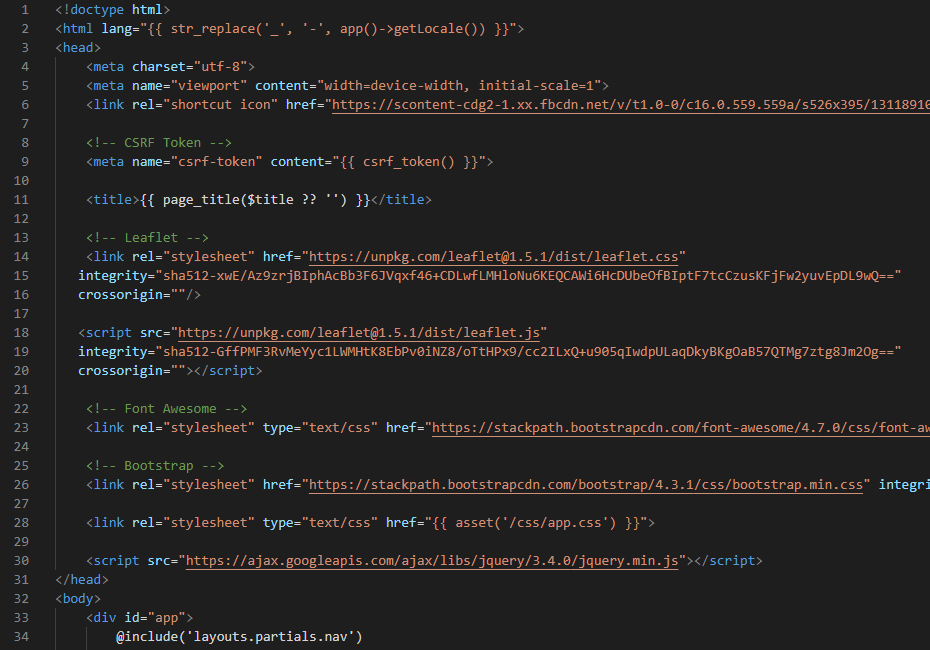 1 <!doctype html>
2 <html lang="{{ str_replace('_', '-', app()->getLocale()) }}">
3 <head>
4 <meta charset="utf-8">
5 <meta name="viewport" content="width=device-width, initial-scale=1">
6 <link rel="shortcut icon" href="https://scontent-cdg2-1.xx.fbcdn.net/v/t1.0-0/c16.0.559.559a/s526x395/13118910
7
8 <!-- CSRF Token -->
9 <meta name="csrf-token" content="{{ csrf_token() }}">
10
11 <title>{{ page_title($title ?? '') }}</title>
12
13 <!-- Leaflet -->
14 <link rel="stylesheet" href="https://unpkg.com/leaflet@1.5.1/dist/leaflet.css"
15 integrity="sha512-xwE/Az9zrjBIphAcBb3F6JVqxf46+CDLwfLMHloNu6KEQCAWi6HcDUbeOfBIptF7tcCzusKFjFw2yuvEpDL9wQ=="
16 crossorigin=""/>
17
18 <script src="https://unpkg.com/leaflet@1.5.1/dist/leaflet.js"
19 integrity="sha512-GffPMF3RvMeYyc1LWMHtK8EbPv0iNZ8/oTtHPx9/cc2ILxQ+u905qIwdpULaqDkyBKgOaB57QTMg7ztg8Jm2Og=="
20 crossorigin=""></script>
21
22 <!-- Font Awesome -->
23 <link rel="stylesheet" type="text/css" href="https://stackpath.bootstrapcdn.com/font-awesome/4.7.0/css/font-aw
24
25 <!-- Bootstrap -->
26 <link rel="stylesheet" href="https://stackpath.bootstrapcdn.com/bootstrap/4.3.1/css/bootstrap.min.css" integri
27
28 <link rel="stylesheet" type="text/css" href="{{ asset('/css/app.css') }}">
29
30 <script src="https://ajax.googleapis.com/ajax/libs/jquery/3.4.0/jquery.min.js"></script>
31 </head>
32 <body>
33 <div id="app">
34 @include('layouts.partials.nav')